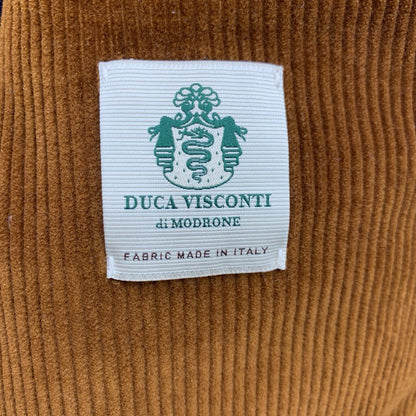 DUCA VISCONTI
di MODRONE
FABRIC MADE IN ITALY